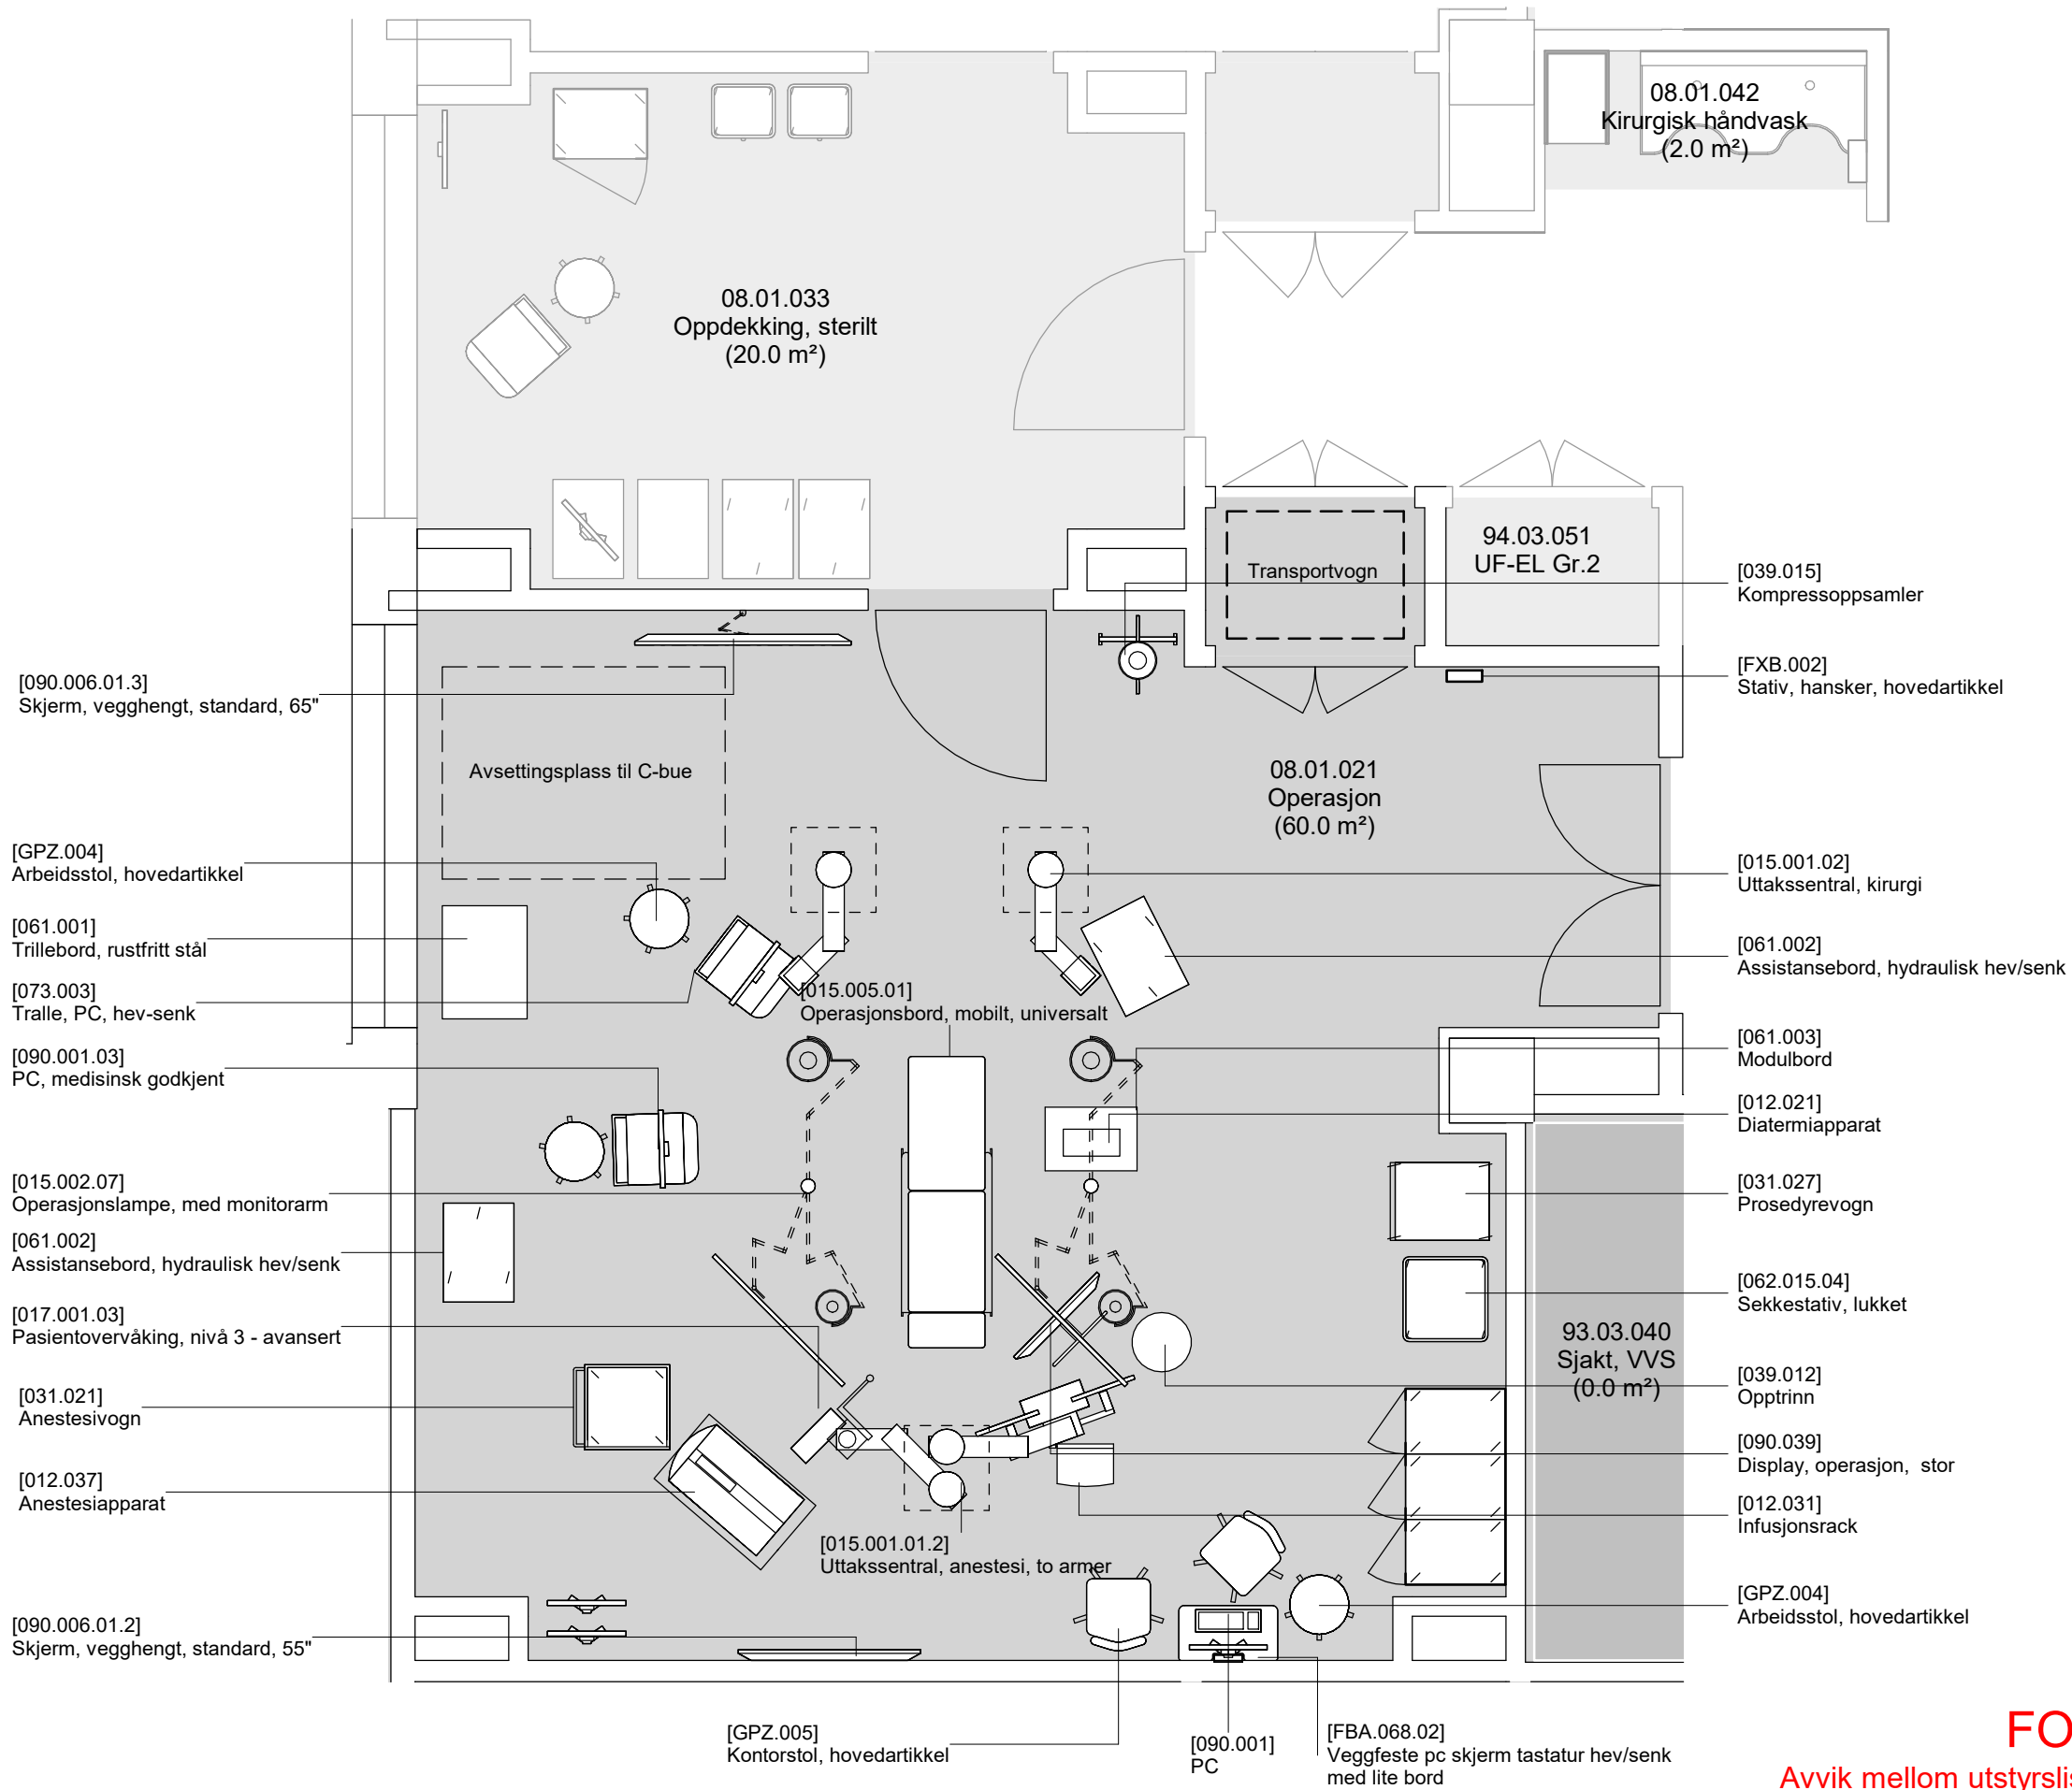 08.01.042
Kirurgisk håndvask
(2.0 m²)
08.01.033
Oppdekking, sterilt
(20.0 m²)
94.03.051
UF-EL Gr.2
Transportvogn
[039.015]
Kompressoppsamler
[FXB.002]
Stativ, hansker, hovedartikkel
[090.006.01.3]
Skjerm, vegghengt, standard, 65"
Avsettingsplass til C-bue
08.01.021
Operasjon
(60.0 m²)
[GPZ.004]
Arbeidsstol, hovedartikkel
[015.001.02]
Uttakssentral, kirurgi
[061.001]
Trillebord, rustfritt stål
[061.002]
Assistansebord, hydraulisk hev/senk
[073.003]
Tralle, PC, hev-senk
[015.005.01]
Operasjonsbord, mobilt, universalt
[090.001.03]
PC, medisinsk godkjent
[061.003]
Modulbord
[012.021]
Diatermiapparat
[015.002.07]
Operasjonslampe, med monitorarm
[031.027]
Prosedyrevogn
[061.002]
Assistansebord, hydraulisk hev/senk
[062.015.04]
Sekkestativ, lukket
[017.001.03]
Pasientovervåking, nivå 3 - avansert
93.03.040
Sjakt, VVS
(0.0 m²)
[031.021]
Anestesivogn
[039.012]
Opptrinn
[090.039]
Display, operasjon,  stor
[012.037]
Anestesiapparat
[012.031]
Infusjonsrack
[015.001.01.2]
Uttakssentral, anestesi, to armer
[GPZ.004]
Arbeidsstol, hovedartikkel
[090.006.01.2]
Skjerm, vegghengt, standard, 55"
[GPZ.005]
Kontorstol, hovedartikkel
[090.001]
PC
[FBA.068.02]
Veggfeste pc skjerm tastatur hev/senk
med lite bord
FO
Avvik mellom utstyrslis